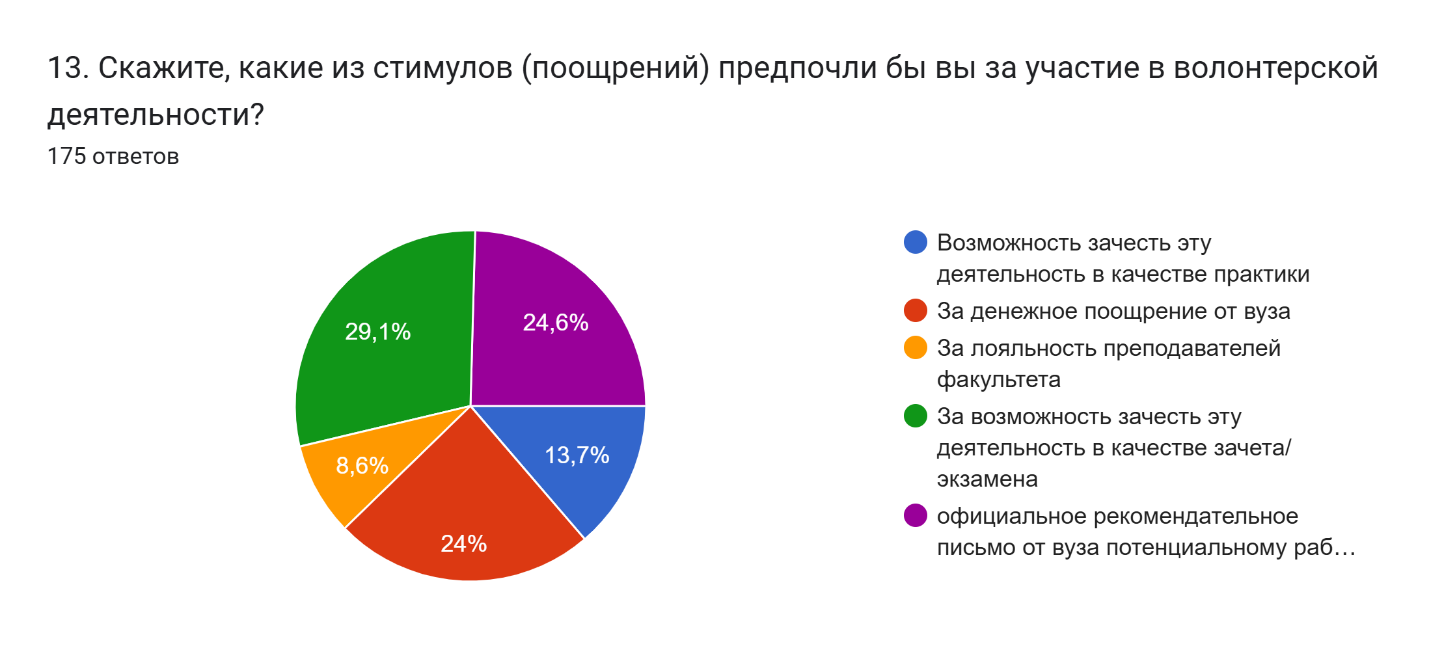 13. Скажите, какие из стимулов (поощрений) предпочли бы вы за участие в волонтерской
деятельности?
175 ответов
Возможность зачесть эту
деятельность в качестве практики
За денежное поощрение от вуза
За лояльность преподавателей
факультета
За возможность зачесть эту
деятельность в качестве зачета/
экзамена
официальное рекомендательное
письмо от вуза потенциальному раб…
29,1%
24,6%
13,7%
8,6%
24%